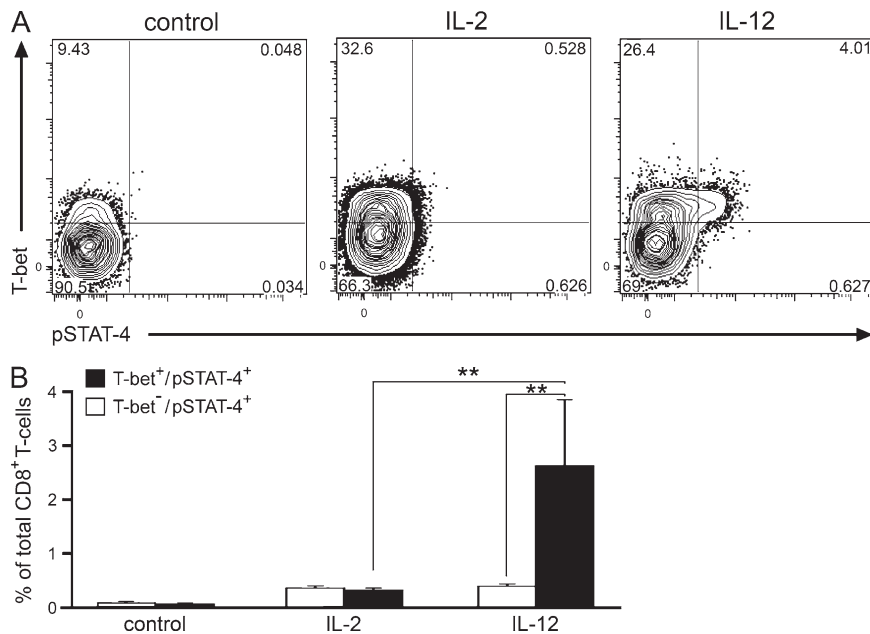 A
control
IL-2
IL-12
9.43
0.048
32.6
0.528
26.4
4.01
T-bet
0
0
0
90.5
0.034
66.3
0.626
69
0.627
0
0
0
pSTAT-4
B
T-bet⁺/pSTAT-4⁺
T-bet⁻/pSTAT-4⁺
**
**
% of total CD8⁺T-cells
4
3
2
1
0
control
IL-2
IL-12